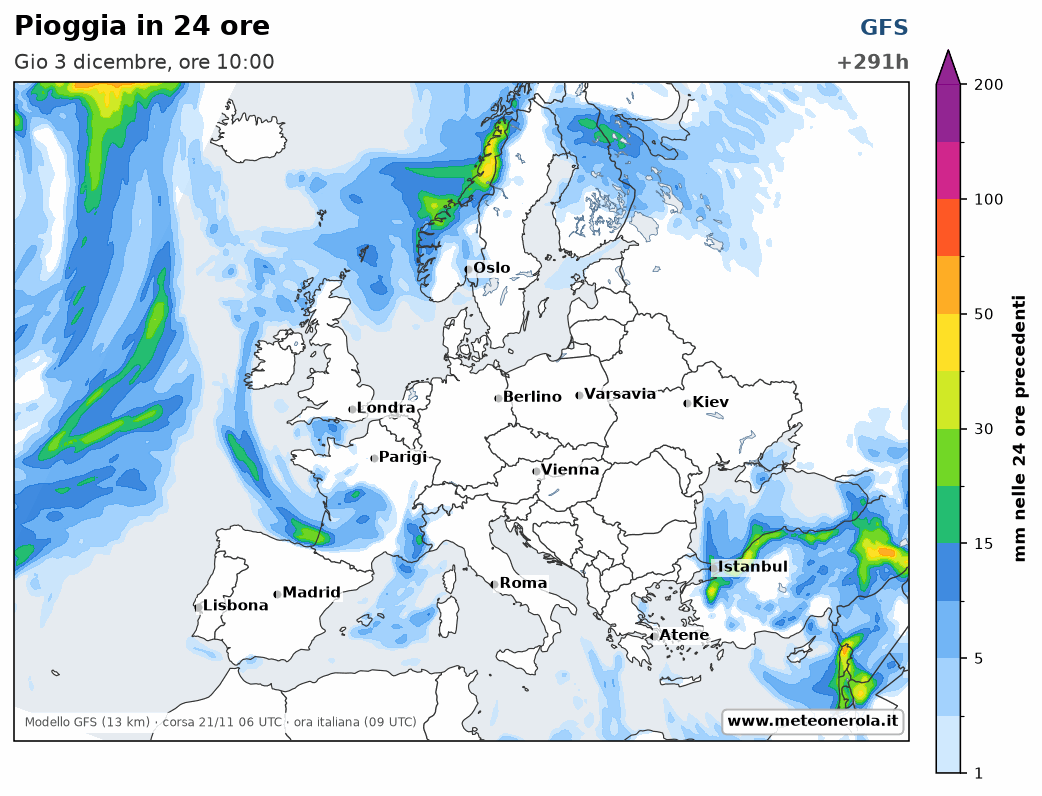 Pioggia in 24 ore
GFS
Gio 3 dicembre, ore 10:00
+291h
200
100
50
30
15
5
1
mm nelle 24 ore precedenti
Oslo
Berlino
Varsavia
Kiev
Londra
Parigi
Vienna
Istanbul
Roma
Madrid
Lisbona
Atene
Modello GFS (13 km) · corsa 21/11 06 UTC · ora italiana (09 UTC)
www.meteonerola.it